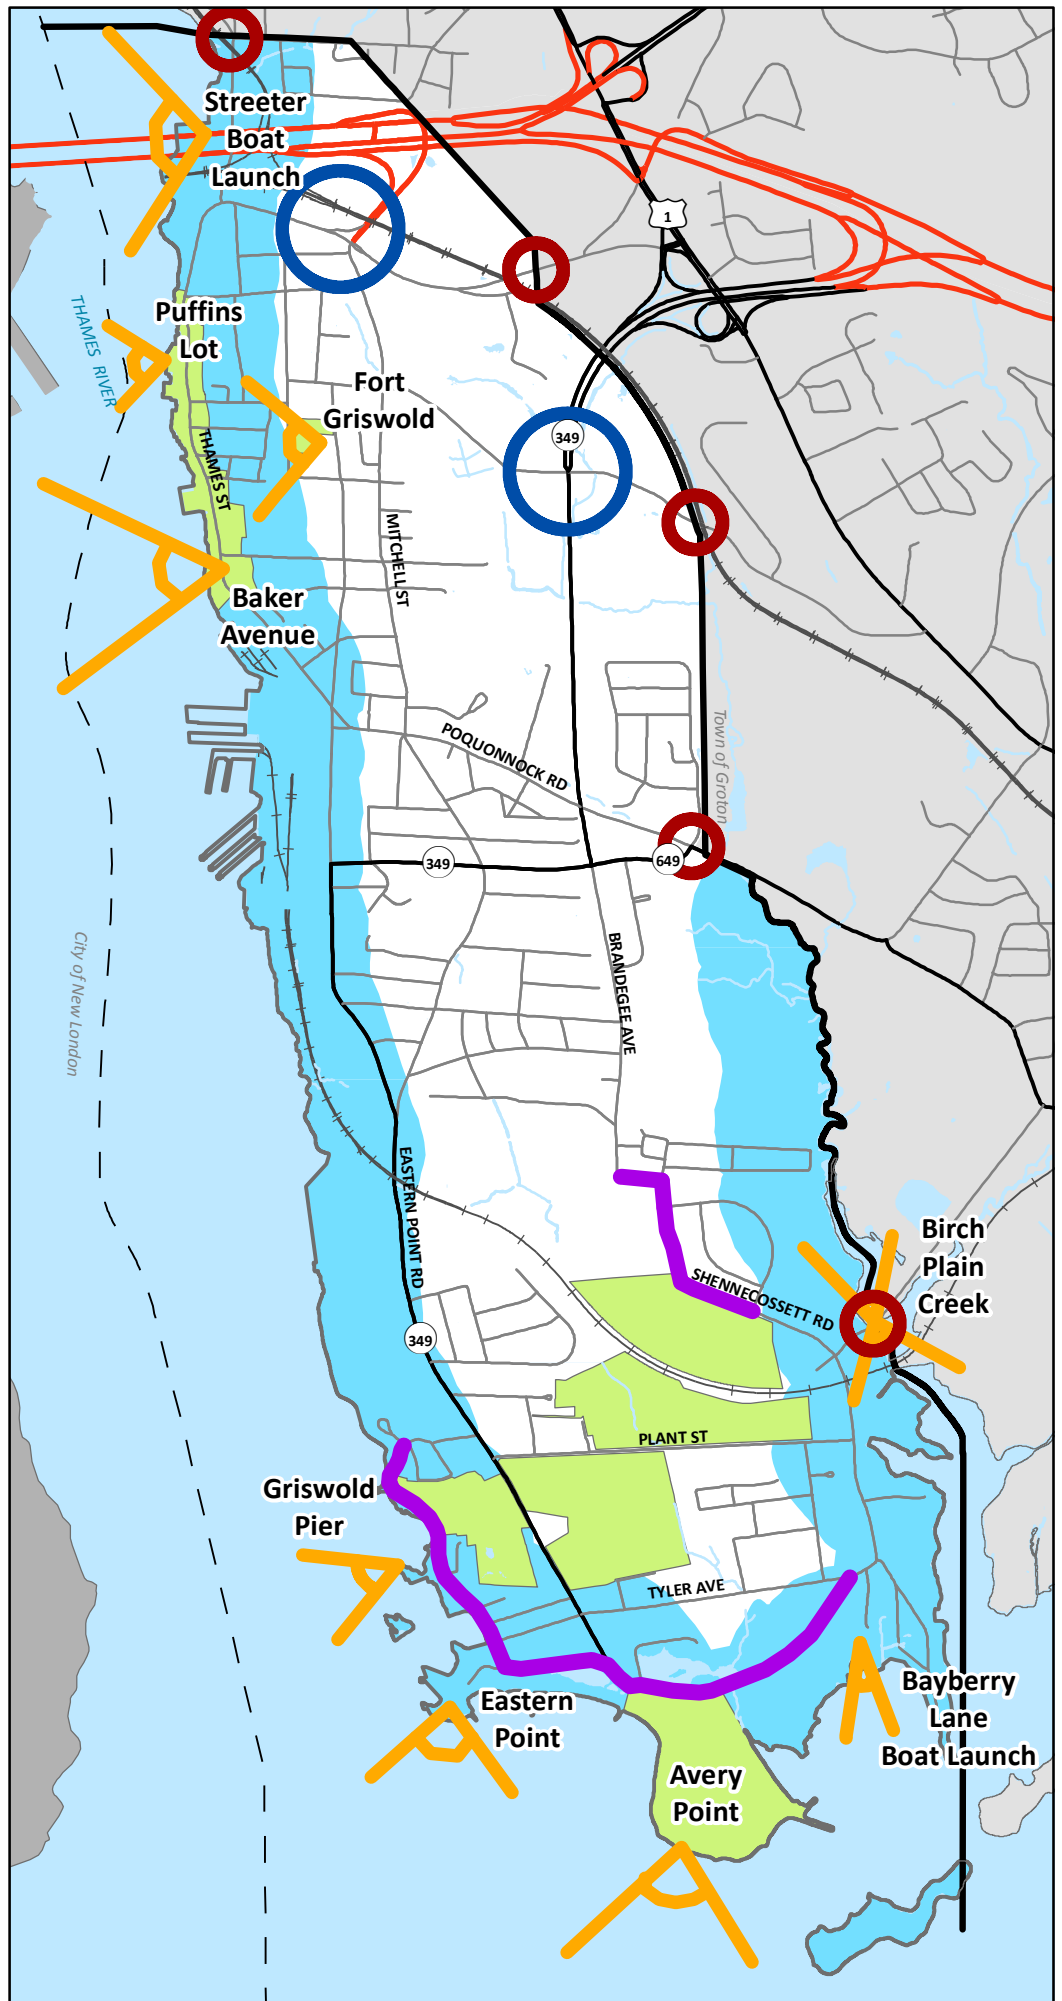 Streeter
Boat
Launch
1
THAMES RIVER
Puffins
Lot
Fort
Griswold
349
THAMES ST
MITCHELL ST
Baker
Avenue
POQUONNOCK RD
Town of Groton
349
649
City of New London
BRANDEGEE AVE
EASTERN POINT RD
Birch
Plain
Creek
SHENNECOSSETT RD
349
PLANT ST
Griswold
Pier
TYLER AVE
Eastern
Point
Bayberry
Lane
Boat Launch
Avery
Point